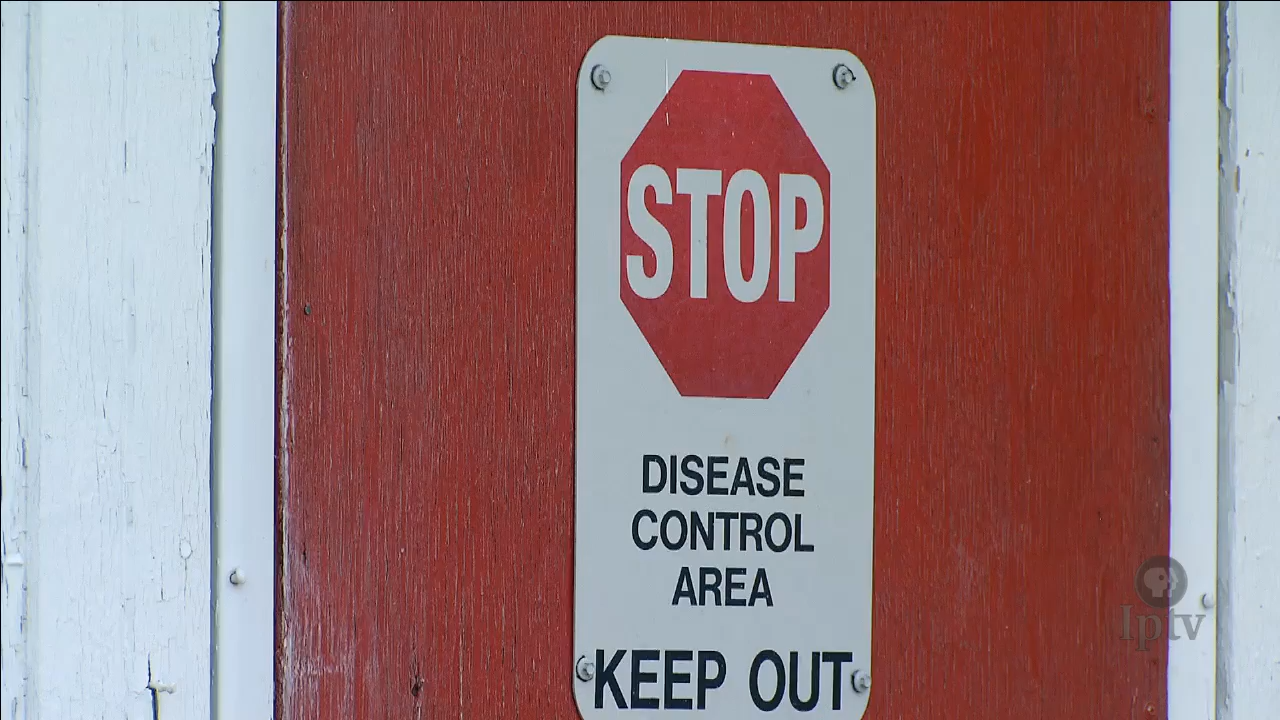 STOP
DISEASE
CONTROL
AREA
KEEP OUT
Iptv